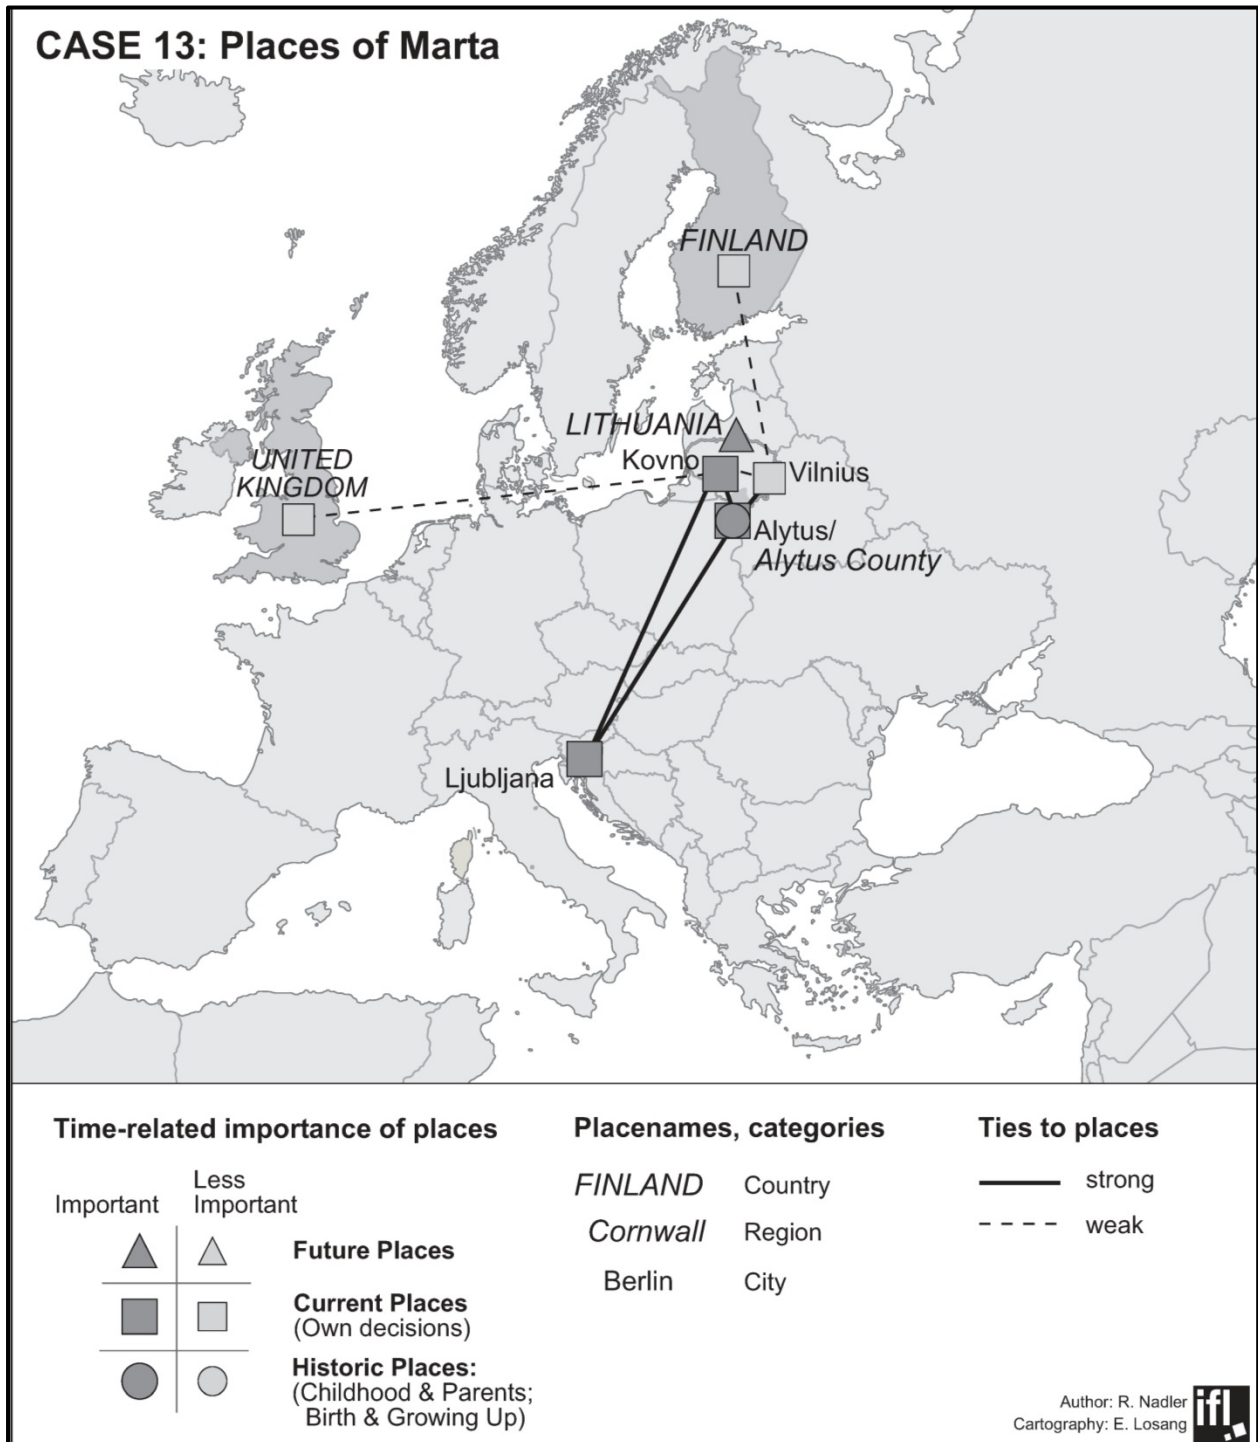 CASE 13: Places of Marta
FINLAND
LITHUANIA
Kovno
Vilnius
UNITED
KINGDOM
Alytus/
Alytus County
Ljubljana
Time-related importance of places
Important
Less
Important
Future Places
Current Places
(Own decisions)
Historic Places:
(Childhood & Parents;
Birth & Growing Up)
Placenames, categories
FINLAND Country
Cornwall Region
Berlin City
Ties to places
strong
weak
Author: R. Nadler
Cartography: E. Losang
ifl